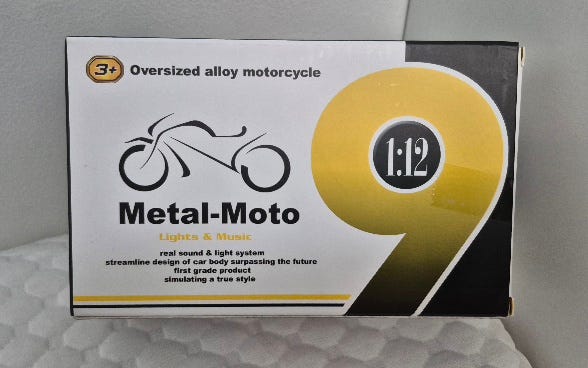 3+ Oversized alloy motorcycle
9
1:12
Metal-Moto
Lights & Music
real sound & light system
streamline design of car body surpassing the future
first grade product
simulating a true style